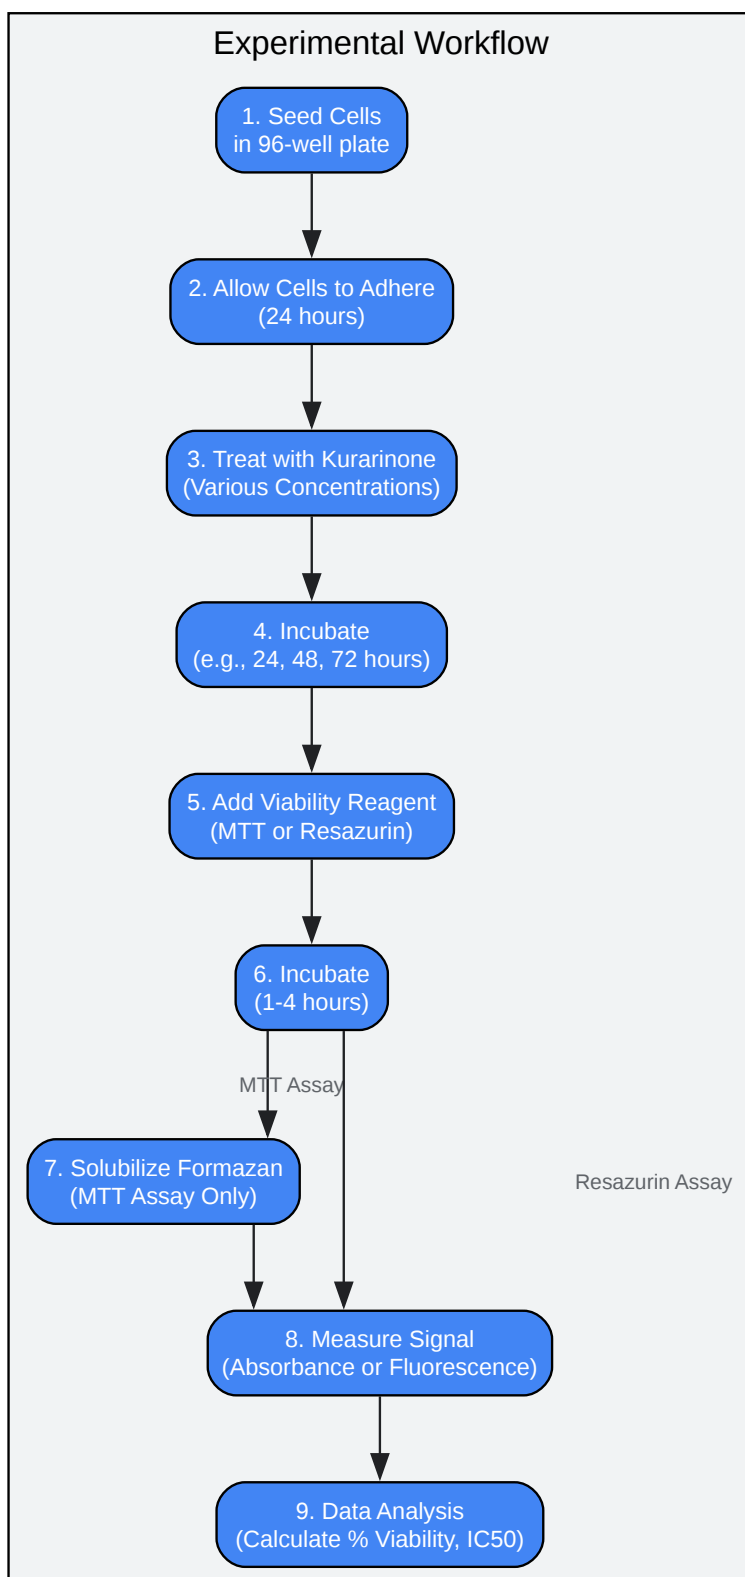 Experimental Workflow
1. Seed Cells
in 96-well plate
2. Allow Cells to Adhere
(24 hours)
3. Treat with Kurarinone
(Various Concentrations)
4. Incubate
(e.g., 24, 48, 72 hours)
5. Add Viability Reagent
(MTT or Resazurin)
6. Incubate
(1-4 hours)
MTT Assay
7. Solubilize Formazan
(MTT Assay Only)
Resazurin Assay
8. Measure Signal
(Absorbance or Fluorescence)
9. Data Analysis
(Calculate % Viability, IC50)